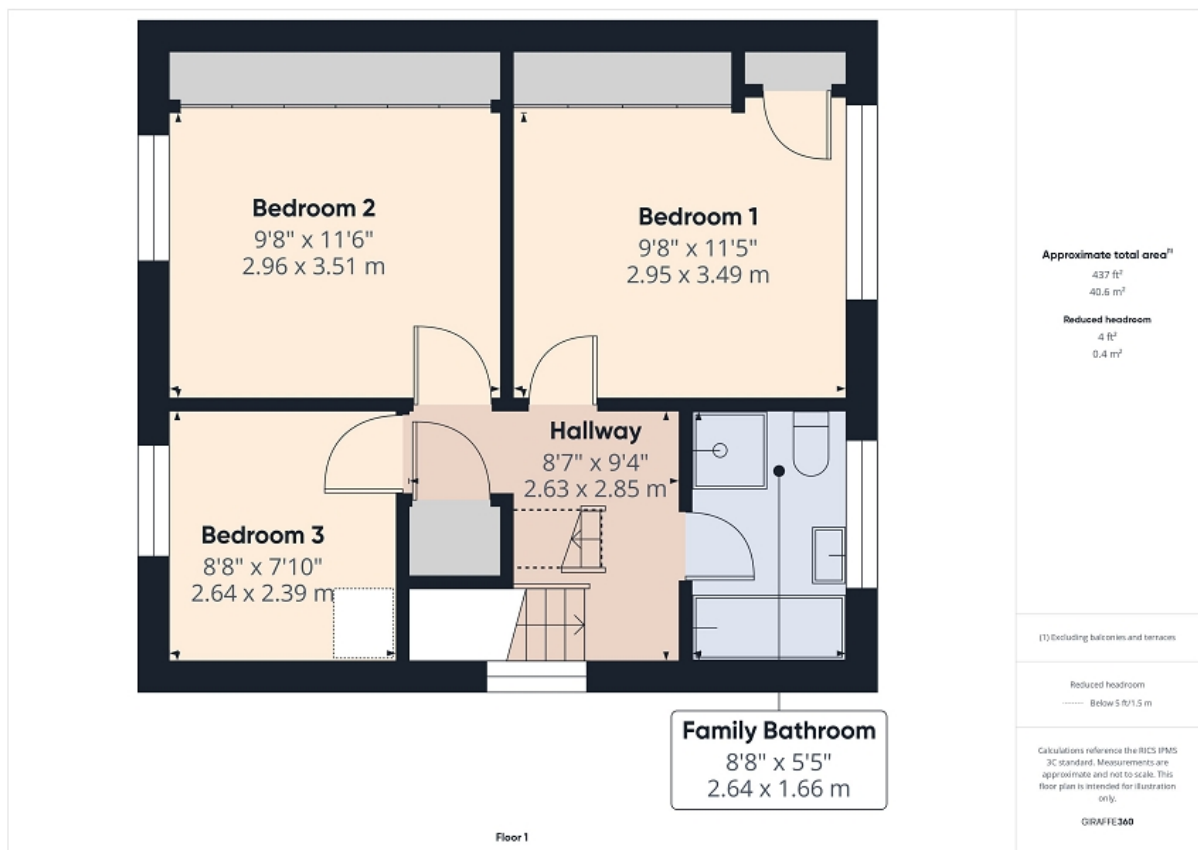 Bedroom 2
9'8" x 11'6"
2.96 x 3.51 m
Bedroom 1
9'8" x 11'5"
2.95 x 3.49 m
Hallway
8'7" x 9'4"
2.63 x 2.85 m
Bedroom 3
8'8" x 7'10"
2.64 x 2.39 m
Family Bathroom
8'8" x 5'5"
2.64 x 1.66 m
Floor 1
Approximate total area⁽¹⁾
437 ft²
40.6 m²
Reduced headroom
4 ft²
0.4 m²
(1) Excluding balconies and terraces
Reduced headroom
Below 5 ft/1.5 m
Calculations reference the RICS IPMS
3C standard. Measurements are
approximate and not to scale. This
floor plan is intended for illustration
only.
GIRAFFE360